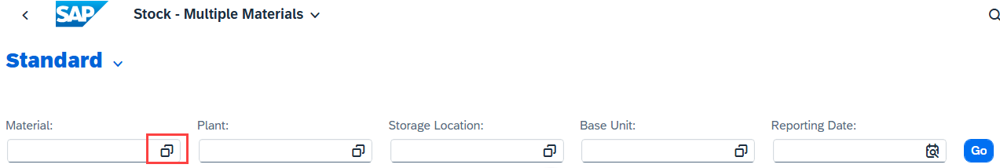 SAP Stock - Multiple Materials
Standard
Material: Plant: Storage Location: Base Unit: Reporting Date:
Go